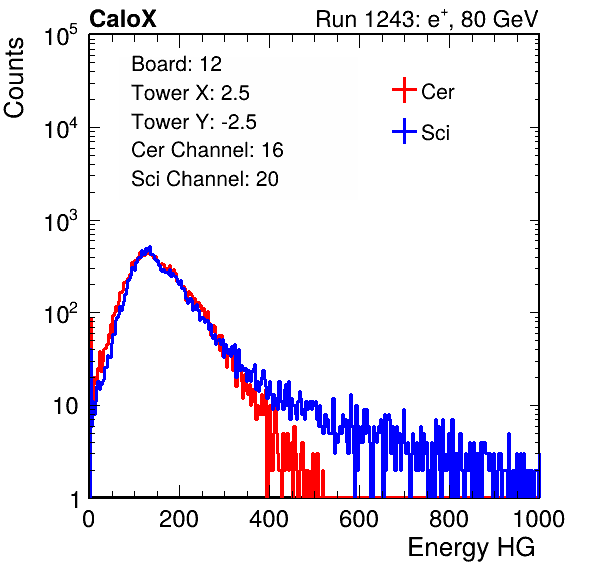 CaloX Run 1243: e⁺, 80 GeV
Counts
Board: 12
Tower X: 2.5
Tower Y: -2.5
Cer Channel: 16
Sci Channel: 20
Cer
Sci
10⁵
10⁴
10³
10²
10
1
0 200 400 600 800 1000
Energy HG